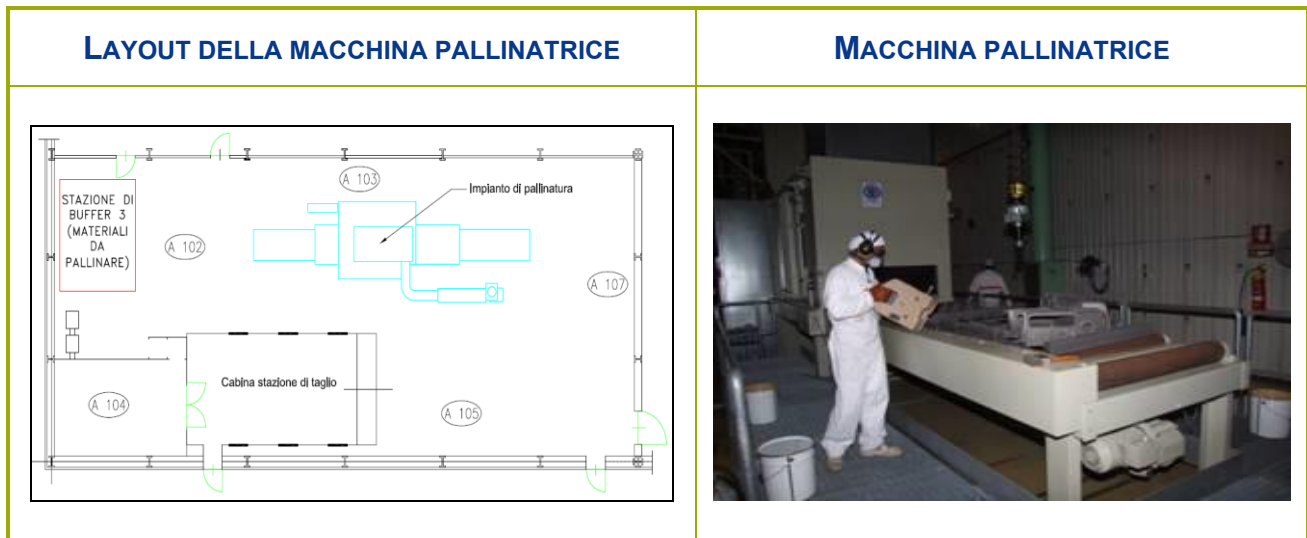 LAYOUT DELLA MACCHINA PALLINATRICE
MACCHINA PALLINATRICE
A 103
Impianto di pallinatura
STAZIONE DI
BUFFER 3
(MATERIALI
DA
PALLINARE)
A 102
A 107
Cabina stazione di taglio
A 104
A 105